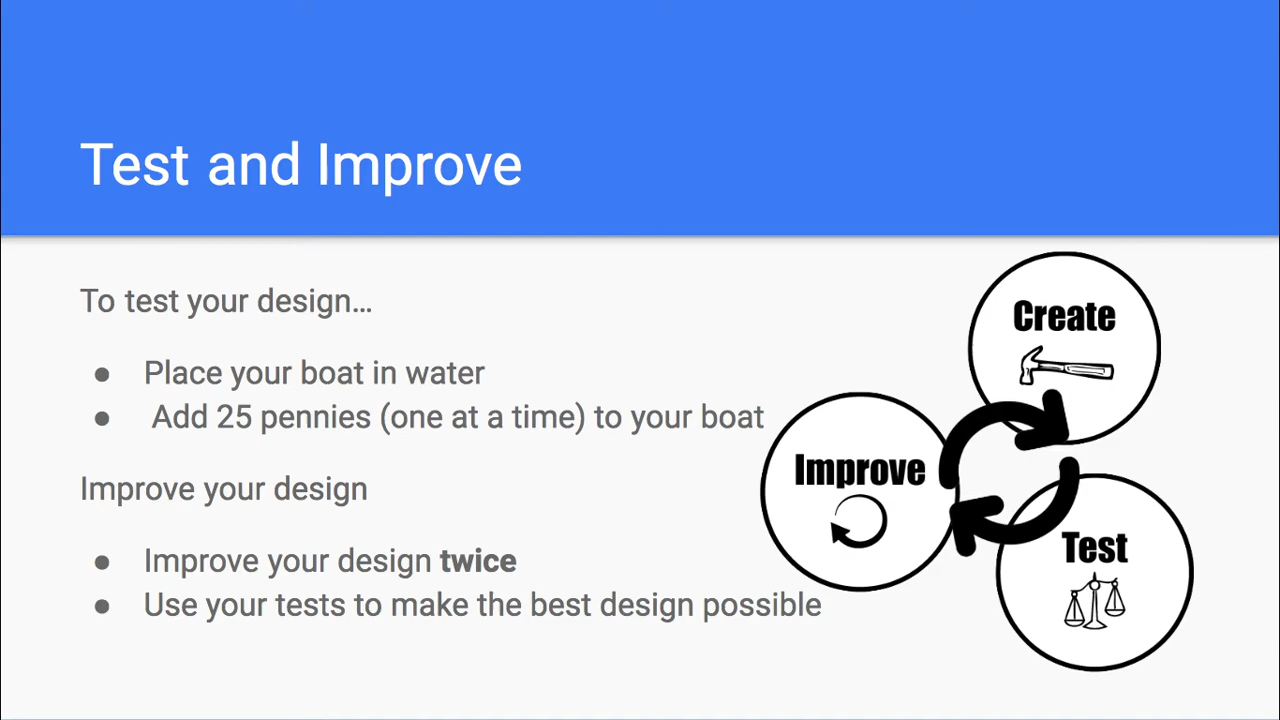 Test and Improve
To test your design…
● Place your boat in water
● Add 25 pennies (one at a time) to your boat
Improve your design
● Improve your design twice
● Use your tests to make the best design possible
Create
Improve
Test